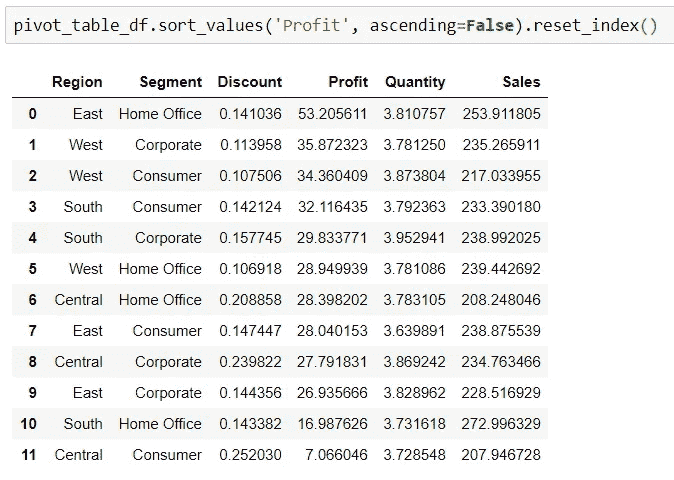 pivot_table_df.sort_values('Profit', ascending=False).reset_index()
Region Segment Discount Profit Quantity Sales
0 East Home Office 0.141036 53.205611 3.810757 253.911805
1 West Corporate 0.113958 35.872323 3.781250 235.265911
2 West Consumer 0.107506 34.360409 3.873804 217.033955
3 South Consumer 0.142124 32.116435 3.792363 233.390180
4 South Corporate 0.157745 29.833771 3.952941 238.992025
5 West Home Office 0.106918 28.949939 3.781086 239.442692
6 Central Home Office 0.208858 28.398202 3.783105 208.248046
7 East Consumer 0.147447 28.040153 3.639891 238.875539
8 Central Corporate 0.239822 27.791831 3.869242 234.763466
9 East Corporate 0.144356 26.935666 3.828962 228.516929
10 South Home Office 0.143382 16.987626 3.731618 272.996329
11 Central Consumer 0.252030 7.066046 3.728548 207.946728